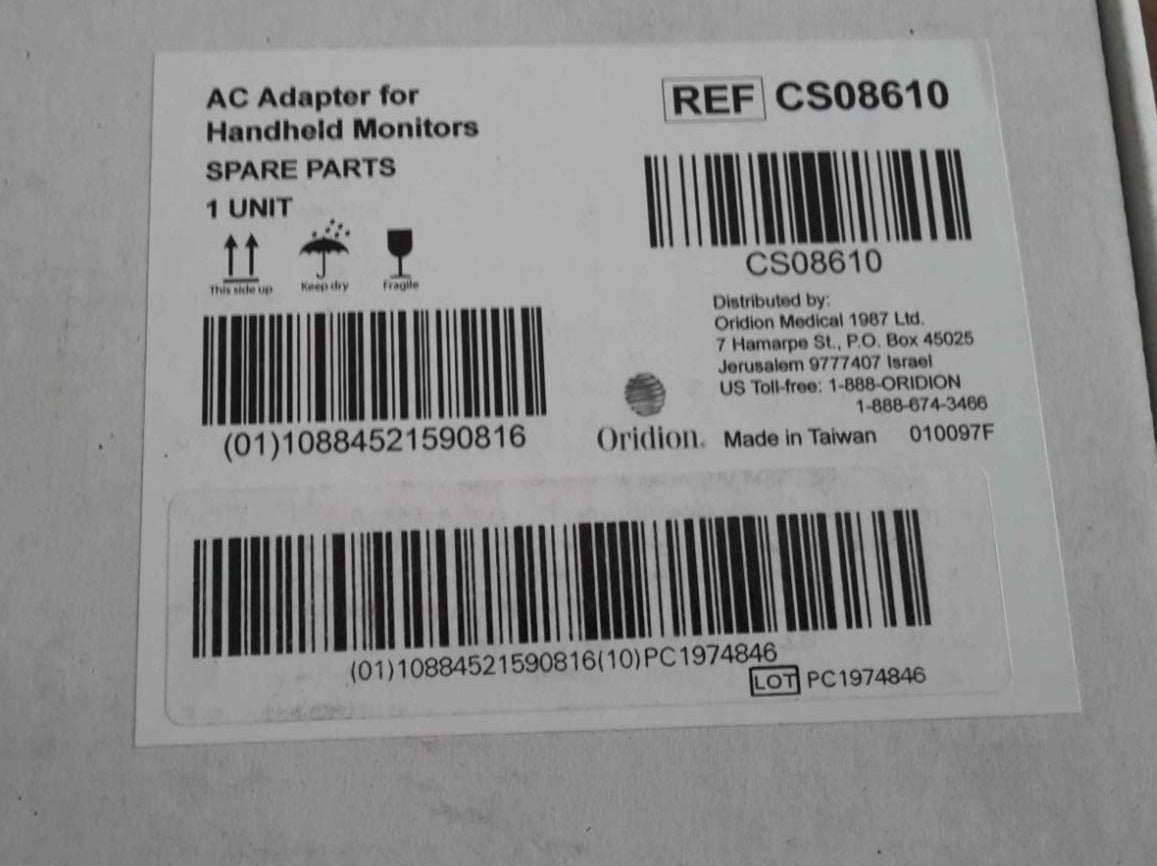 AC Adapter for
Handheld Monitors
SPARE PARTS
1 UNIT
This side up
Keep dry
Fragile
(01)10884521590816
REF CS08610
CS08610
Distributed by:
Oridion Medical 1987 Ltd.
7 Hamarpe St., P.O. Box 45025
Jerusalem 9777407 Israel
US Toll-free: 1-888-ORIDION
1-888-674-3466
Oridion. Made in Taiwan 010097F
(01)10884521590816(10)PC1974846
LOT PC1974846